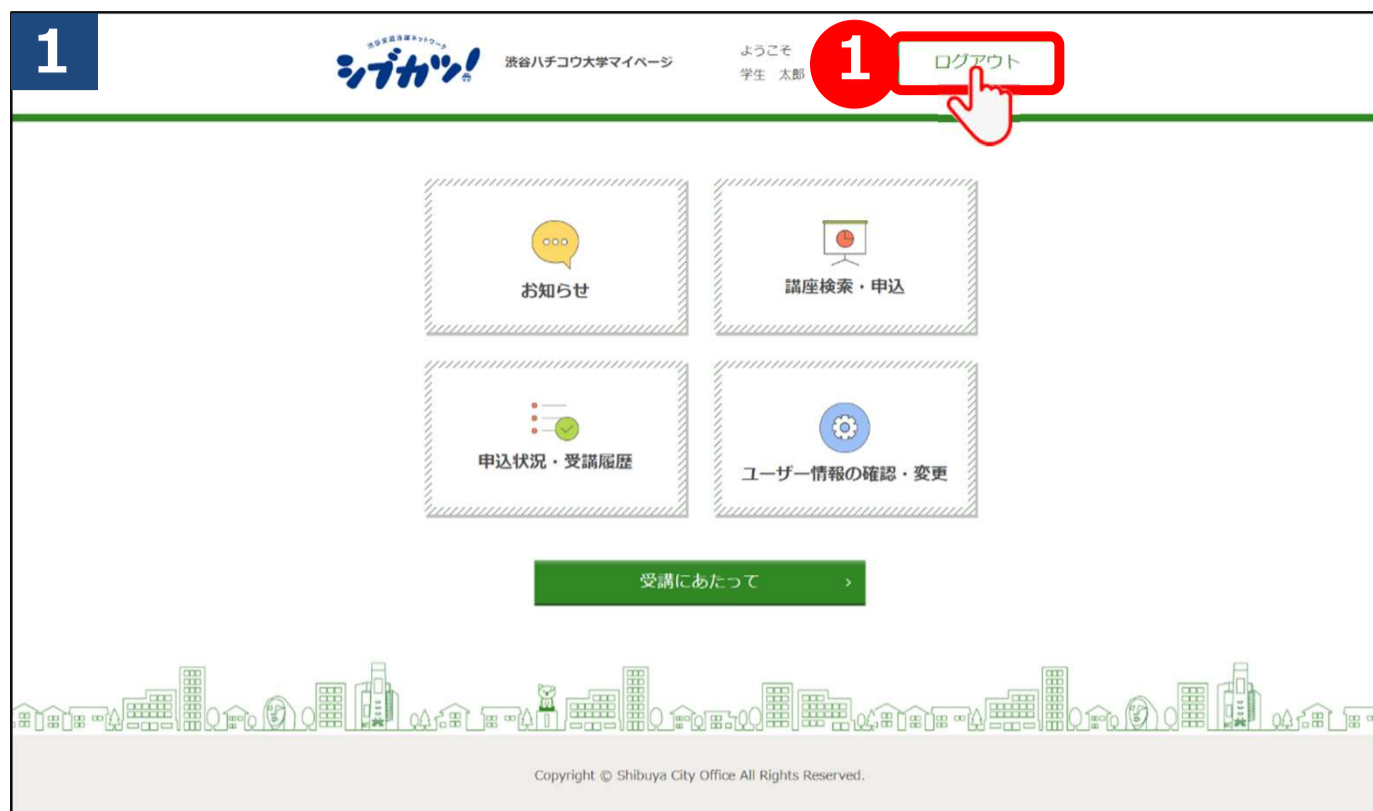 1
渋谷生涯活躍ネットワーク
シブカツ!
渋谷ハチコウ大学マイページ
ようこそ
学生 太郎
1
ログアウト
お知らせ
講座検索・申込
申込状況・受講履歴
ユーザー情報の確認・変更
受講にあたって
Copyright © Shibuya City Office All Rights Reserved.